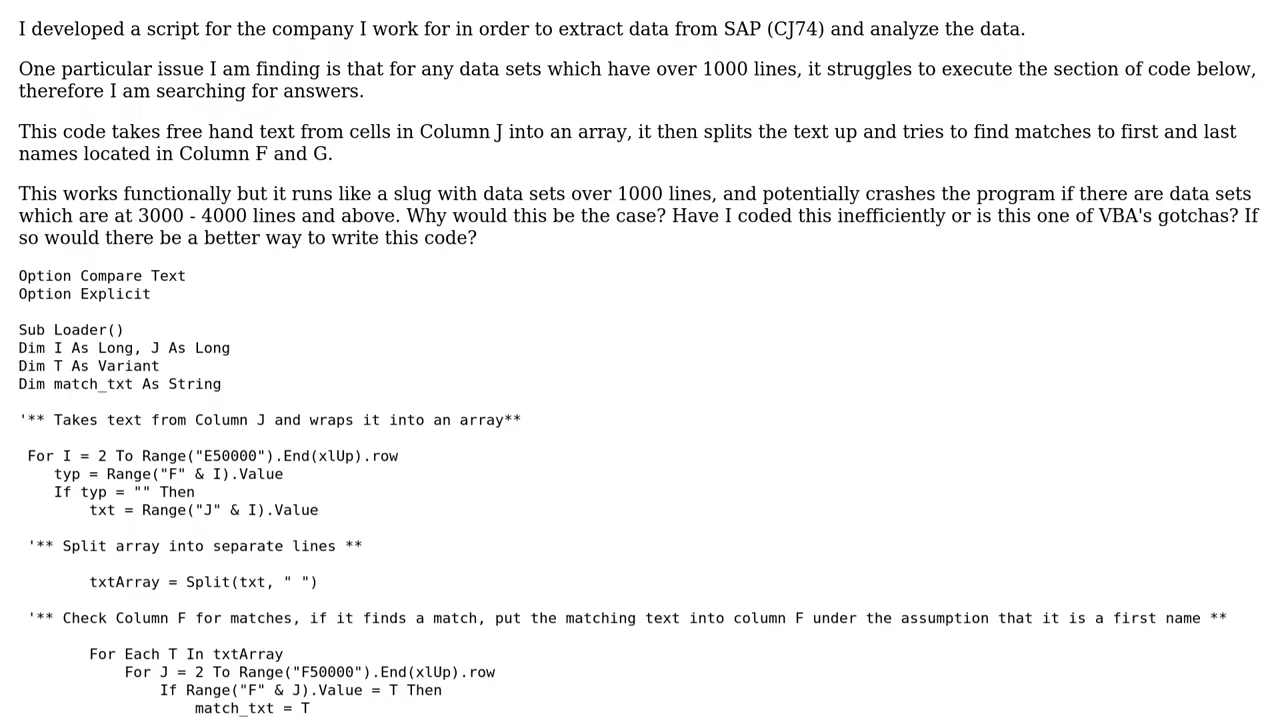 I developed a script for the company I work for in order to extract data from SAP (CJ74) and analyze the data.
One particular issue I am finding is that for any data sets which have over 1000 lines, it struggles to execute the section of code below,
therefore I am searching for answers.
This code takes free hand text from cells in Column J into an array, it then splits the text up and tries to find matches to first and last
names located in Column F and G.
This works functionally but it runs like a slug with data sets over 1000 lines, and potentially crashes the program if there are data sets
which are at 3000 - 4000 lines and above. Why would this be the case? Have I coded this inefficiently or is this one of VBA's gotchas? If
so would there be a better way to write this code?
Option Compare Text
Option Explicit
Sub Loader()
Dim I As Long, J As Long
Dim T As Variant
Dim match_txt As String
'** Takes text from Column J and wraps it into an array**
For I = 2 To Range("E50000").End(xlUp).row
typ = Range("F" & I).Value
If typ = "" Then
txt = Range("J" & I).Value
'** Split array into separate lines **
txtArray = Split(txt, " ")
'** Check Column F for matches, if it finds a match, put the matching text into column F under the assumption that it is a first name **
For Each T In txtArray
For J = 2 To Range("F50000").End(xlUp).row
If Range("F" & J).Value = T Then
match_txt = T